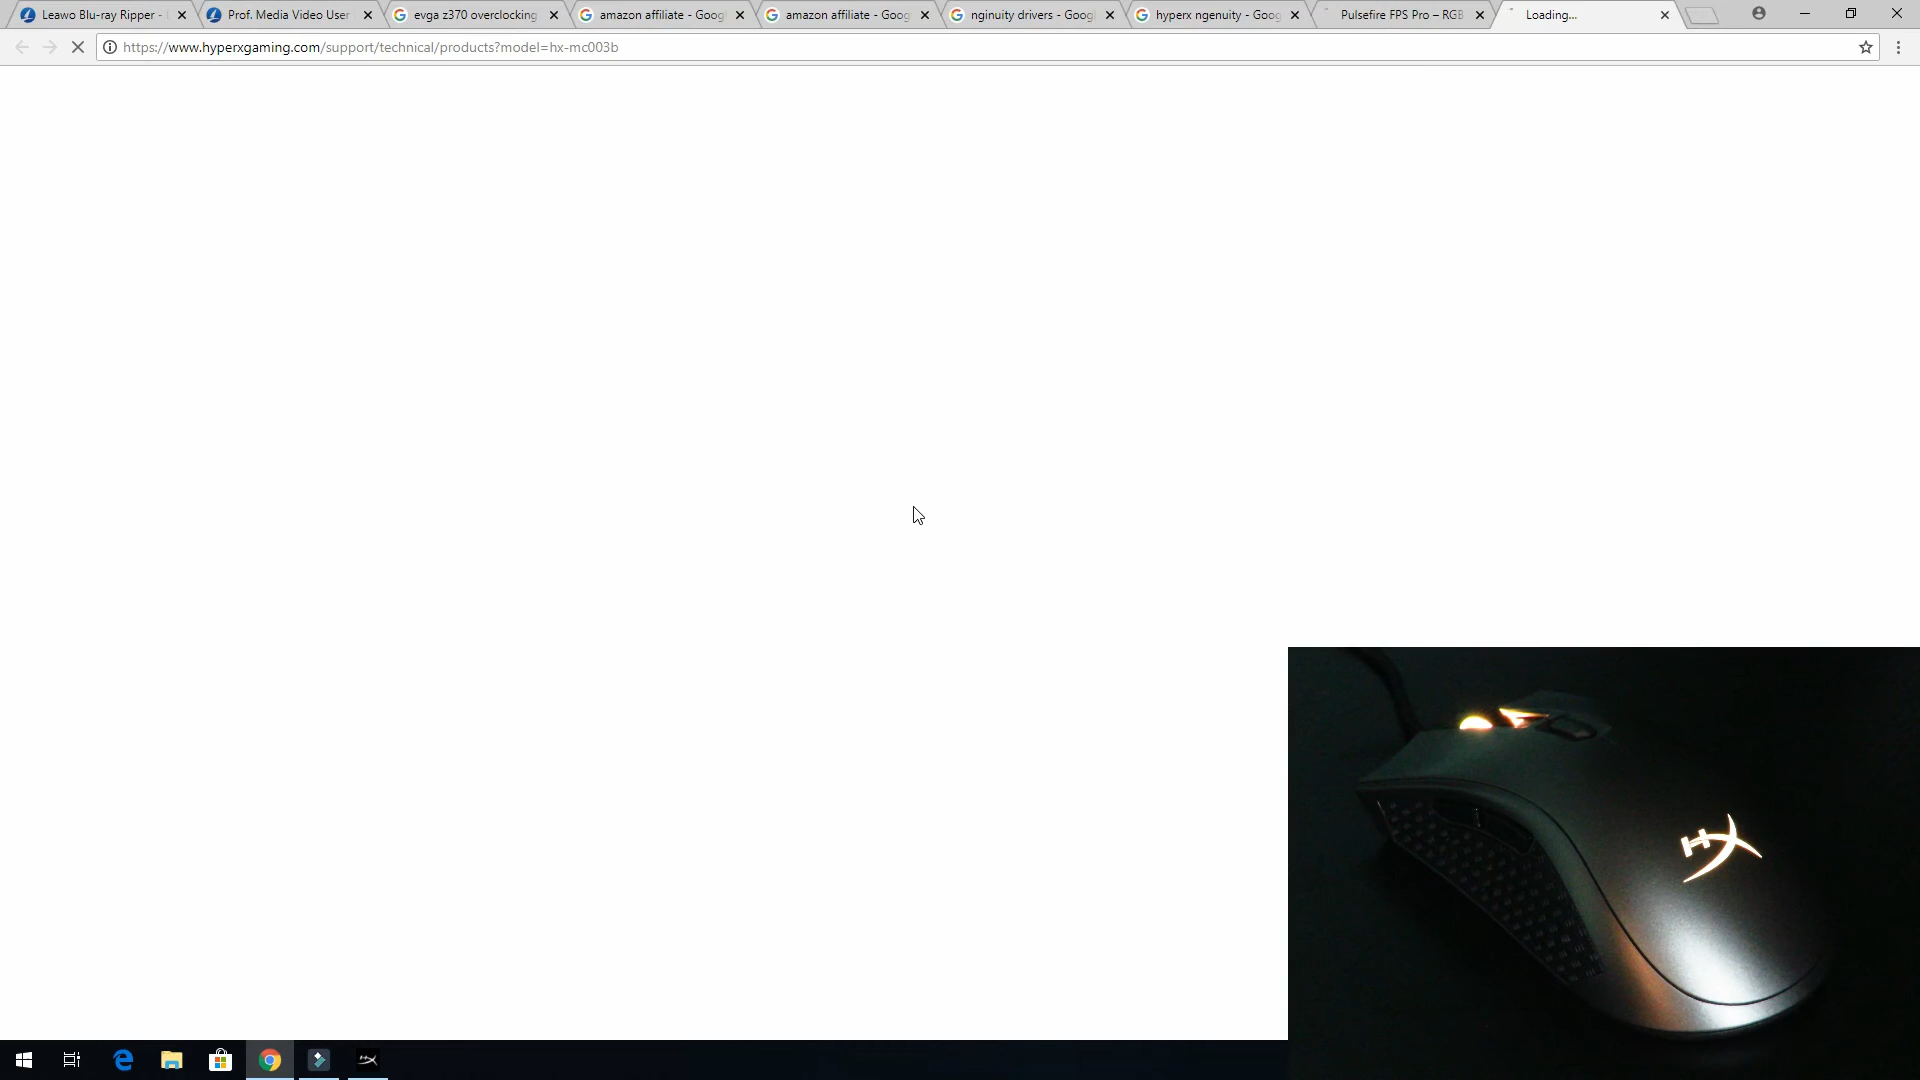 Leawo Blu-ray Ripper -
Prof. Media Video User
evga z370 overclocking
amazon affiliate - Goog
amazon affiliate - Goog
nginuity drivers - Goog
hyperx ngenuity - Goog
Pulsefire FPS Pro – RGB
Loading...
https://www.hyperxgaming.com/support/technical/products?model=hx-mc003b
HX